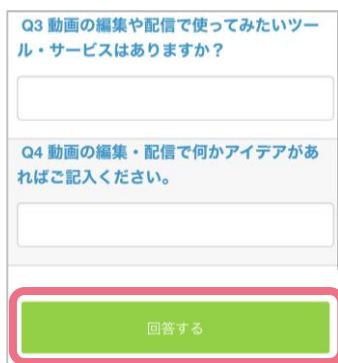 Q3 動画の編集や配信で使ってみたいツー
ル・サービスはありますか？
Q4 動画の編集・配信で何かアイデアがあ
ればご記入ください。
回答する